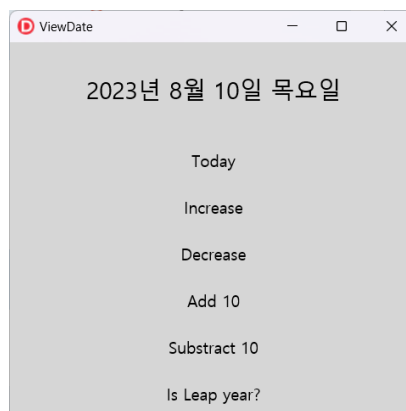 ViewDate
2023년 8월 10일 목요일
Today
Increase
Decrease
Add 10
Substract 10
Is Leap year?